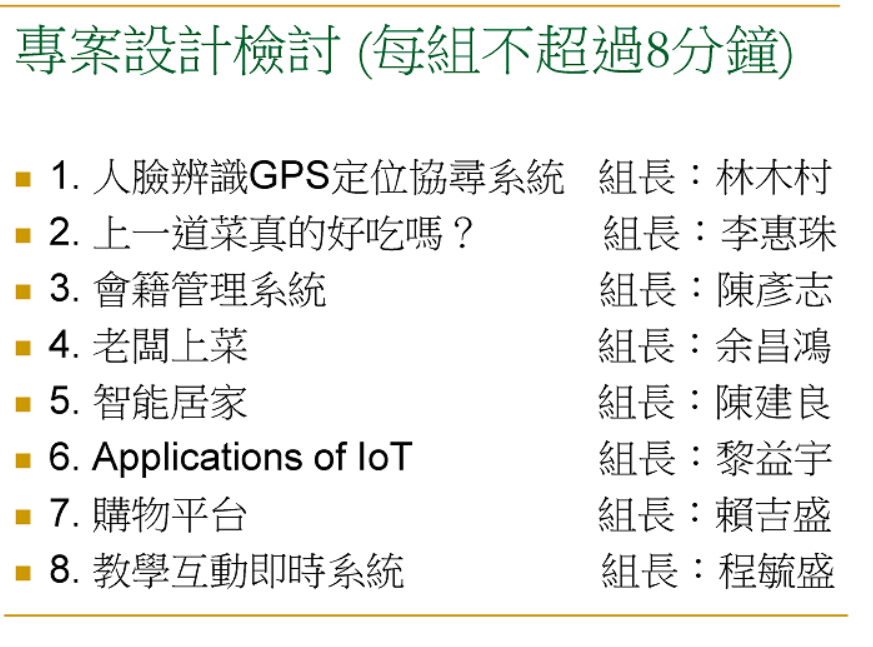 專案設計檢討 (每組不超過8分鐘)
1. 人臉辨識GPS定位協尋系統 組長：林木村
2. 上一道菜真的好吃嗎？ 組長：李惠珠
3. 會籍管理系統 組長：陳彥志
4. 老闆上菜 組長：余昌鴻
5. 智能居家 組長：陳建良
6. Applications of IoT 組長：黎益宇
7. 購物平台 組長：賴吉盛
8. 教學互動即時系統 組長：程毓盛